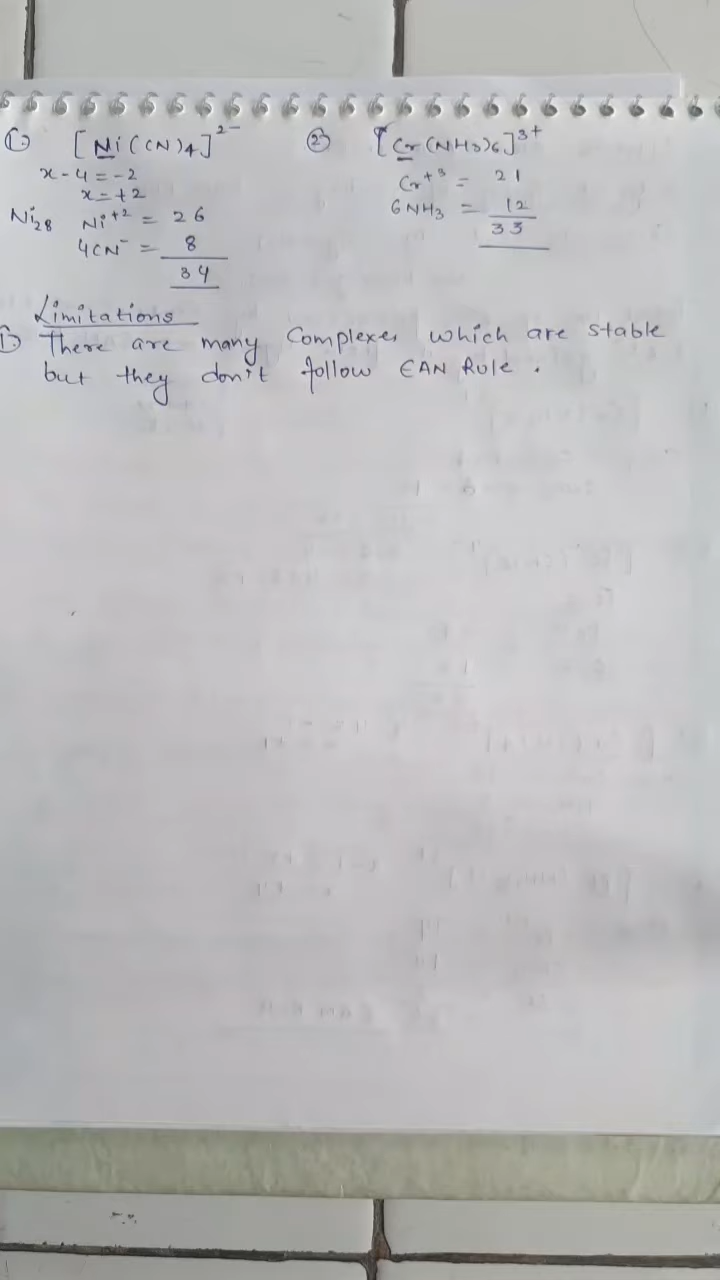 1. [Ni(CN)4]²⁻
x - 4 = -2
x = +2
Ni28 Ni⁺² = 26
4CN⁻ = 8
34
② [Cr(NH3)6]³⁺
Cr⁺³ = 21
6NH3 = 12
33
Limitations
① There are many Complexes which are stable
but they don't follow EAN Rule .